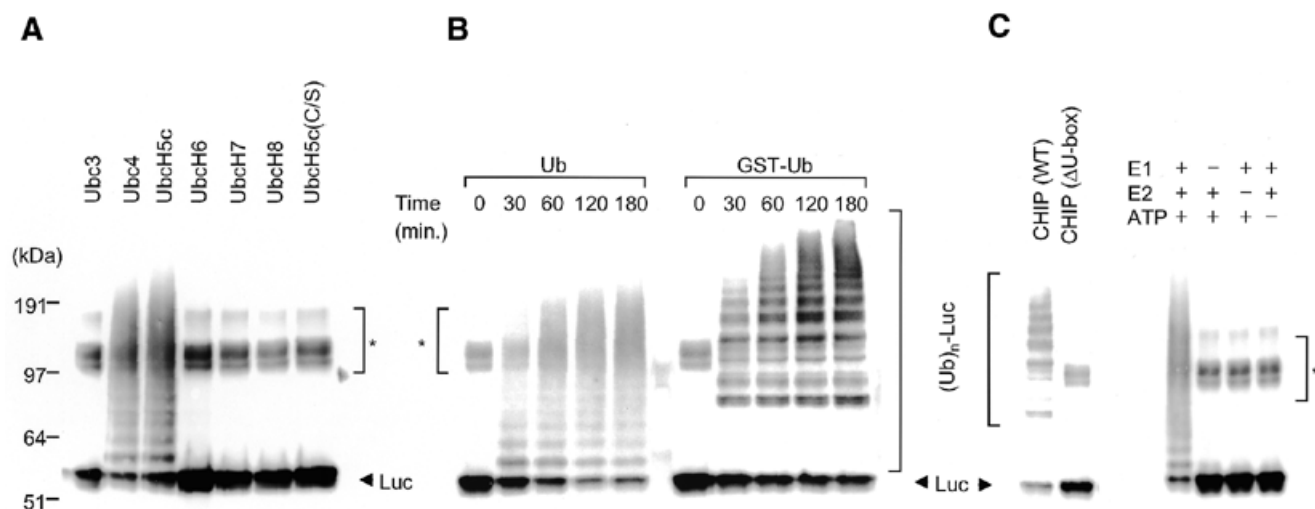 A
B
C
Ubc3
Ubc4
UbcH5c
UbcH6
UbcH7
UbcH8
UbcH5c(C/S)
(kDa)
191
97
64
51
*
◄ Luc
Ub
GST-Ub
Time 0 30 60 120 180 0 30 60 120 180
(min.)
*
(Ub)n-Luc
◄ Luc ►
CHIP (WT)
CHIP (ΔU-box)
E1 + – + +
E2 + + – +
ATP + + + –
*